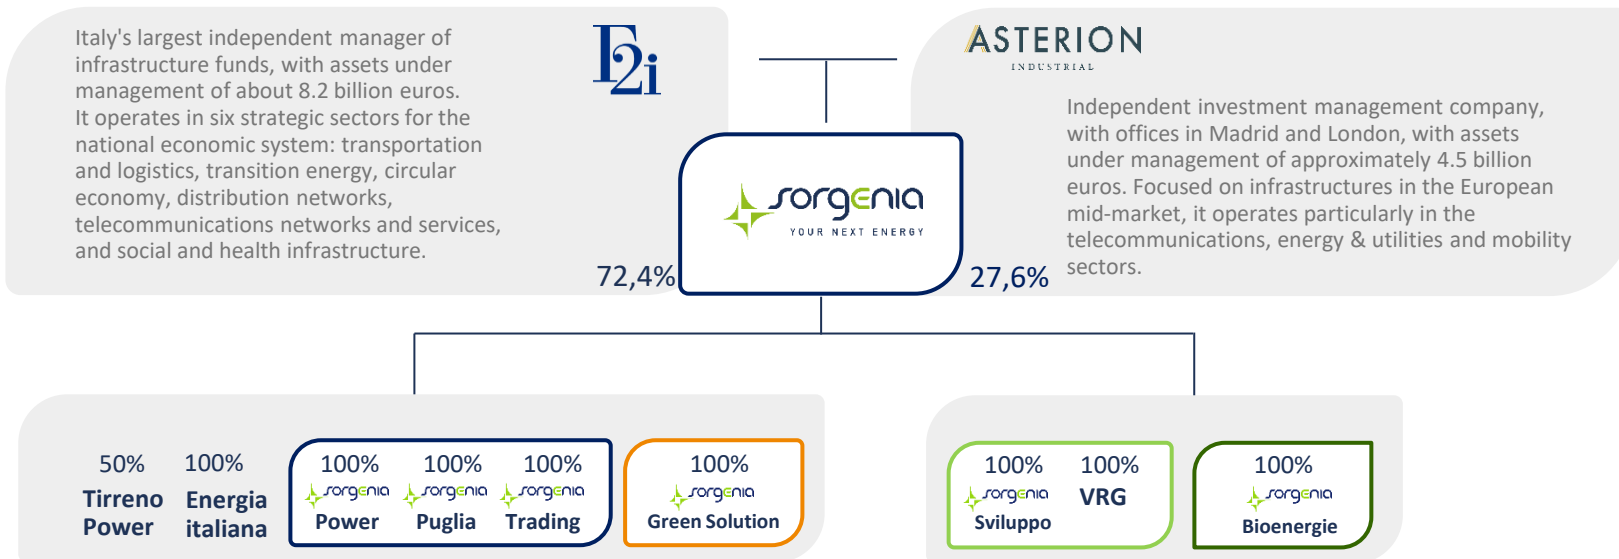 Italy's largest independent manager of
infrastructure funds, with assets under
management of about 8.2 billion euros.
It operates in six strategic sectors for the
national economic system: transportation
and logistics, transition energy, circular
economy, distribution networks,
telecommunications networks and services,
and social and health infrastructure.
F2i
72,4%
ASTERION
INDUSTRIAL
Independent investment management company,
with offices in Madrid and London, with assets
under management of approximately 4.5 billion
euros. Focused on infrastructures in the European
mid-market, it operates particularly in the
telecommunications, energy & utilities and mobility
sectors.
27,6%
sorgenia
YOUR NEXT ENERGY
50%
Tirreno
Power
100%
Energia
italiana
100%
sorgenia
Power
100%
sorgenia
Puglia
100%
sorgenia
Trading
100%
sorgenia
Green Solution
100%
sorgenia
Sviluppo
100%
VRG
100%
sorgenia
Bioenergie